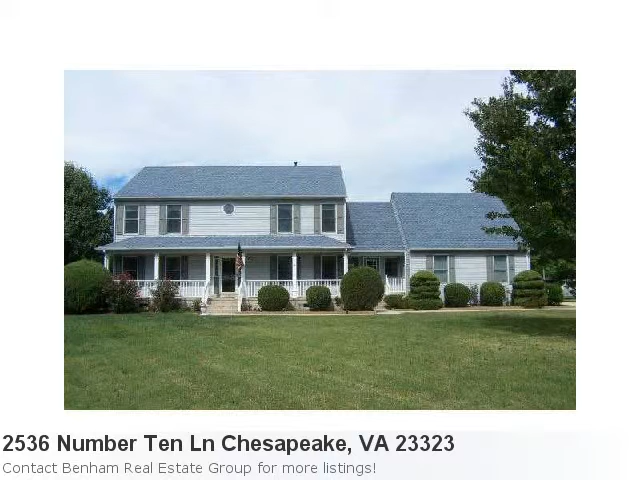 2536 Number Ten Ln Chesapeake, VA 23323
Contact Benham Real Estate Group for more listings!